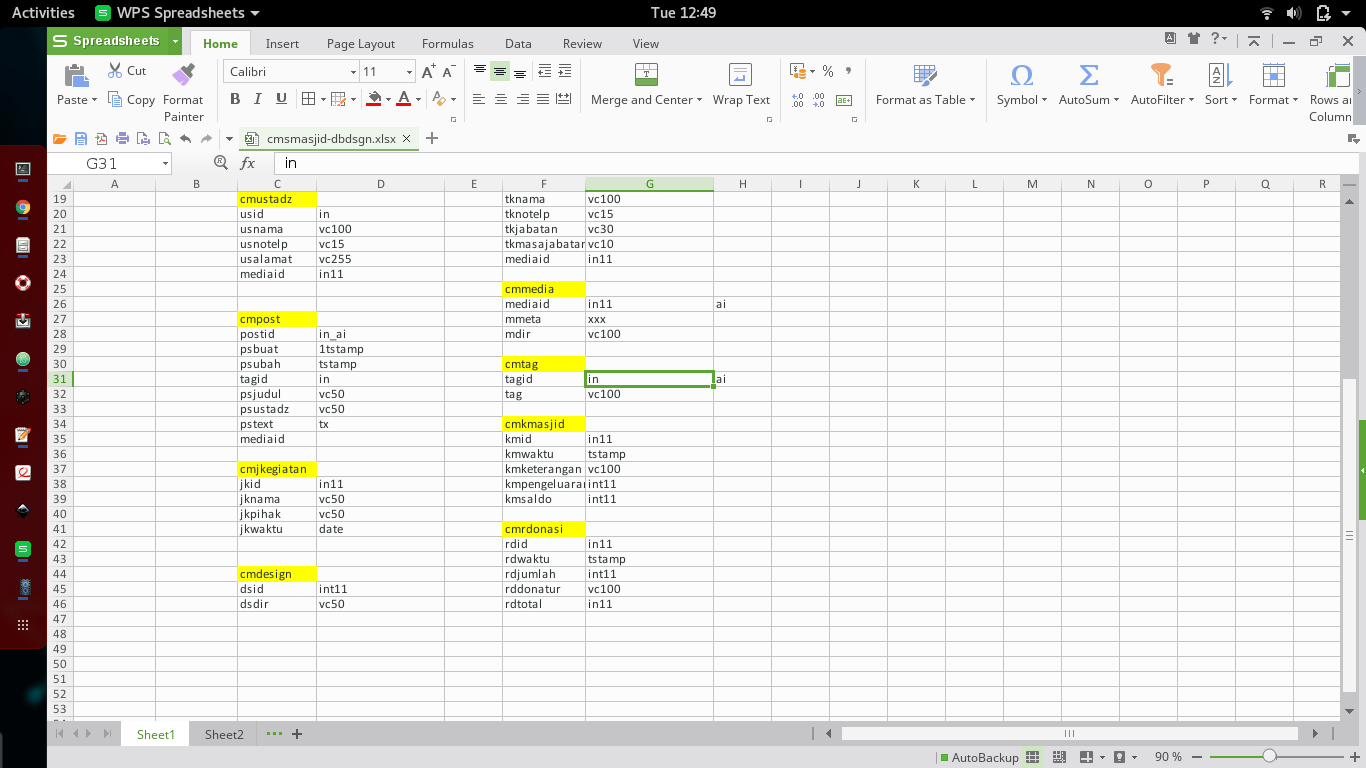 Activities WPS Spreadsheets Tue 12:49
Spreadsheets Home Insert Page Layout Formulas Data Review View
Paste Cut Copy Format Painter Calibri 11 B I U A Merge and Center Wrap Text % Format as Table Symbol AutoSum AutoFilter Sort Format Rows ar Column
cmsmasjid-dbdsgn.xlsx
G31 fx in
A B C D E F G H I J K L M N O P Q R
19 cmustadz tknama vc100
20 usid in tknotelp vc15
21 usnama vc100 tkjabatan vc30
22 usnotelp vc15 tkmasajabatar vc10
23 usalamat vc255 mediaid in11
24 mediaid in11
25 cmmedia
26 mediaid in11 ai
27 cmpost mmeta xxx
28 postid in_ai mdir vc100
29 psbuat 1tstamp
30 psubah tstamp cmtag
31 tagid in tagid in ai
32 psjudul vc50 tag vc100
33 psustadz vc50
34 pstext tx cmkmasjid
35 mediaid kmid in11
36 kmwaktu tstamp
37 cmjkegiatan kmketerangan vc100
38 jkid in11 kmpengeluarar int11
39 jknama vc50 kmsaldo int11
40 jkpihak vc50
41 jkwaktu date cmrdonasi
42 rdid in11
43 rdwaktu tstamp
44 cmdesign rdjumlah int11
45 dsid int11 rddonatur vc100
46 dsdir vc50 rdtotal in11
47
48
49
50
51
52
53
Sheet1 Sheet2
AutoBackup 90 %